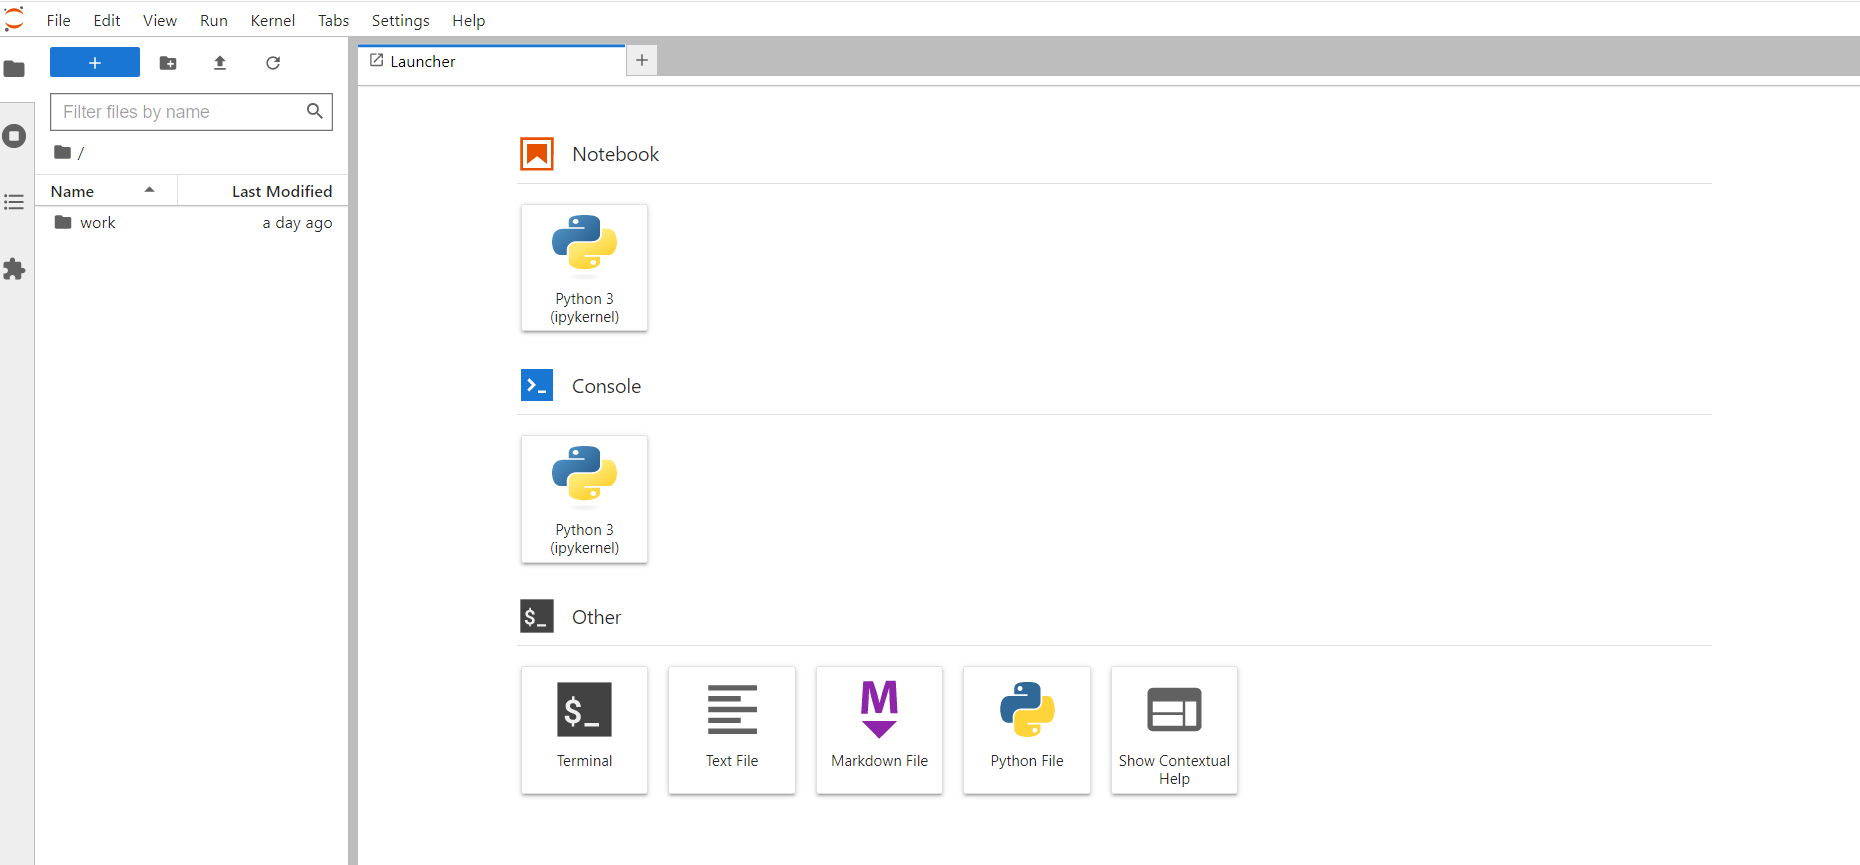 File Edit View Run Kernel Tabs Settings Help
Launcher
Filter files by name
/
Name Last Modified
work a day ago
Notebook
Python 3
(ipykernel)
Console
Python 3
(ipykernel)
$_ Other
$_
M
Terminal Text File Markdown File Python File Show Contextual
Help